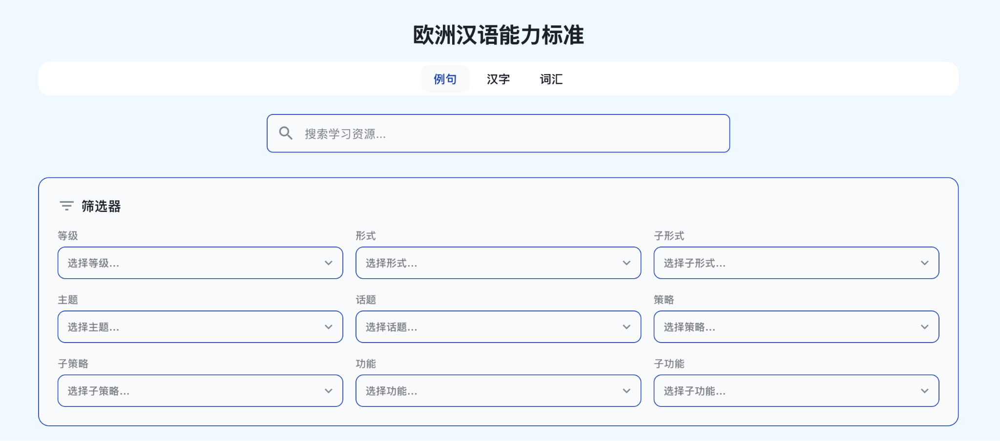 欧洲汉语能力标准
例句 汉字 词汇
搜索学习资源...
筛选器
等级 形式 子形式
选择等级... 选择形式... 选择子形式...
主题 话题 策略
选择主题... 选择话题... 选择策略...
子策略 功能 子功能
选择子策略... 选择功能... 选择子功能...